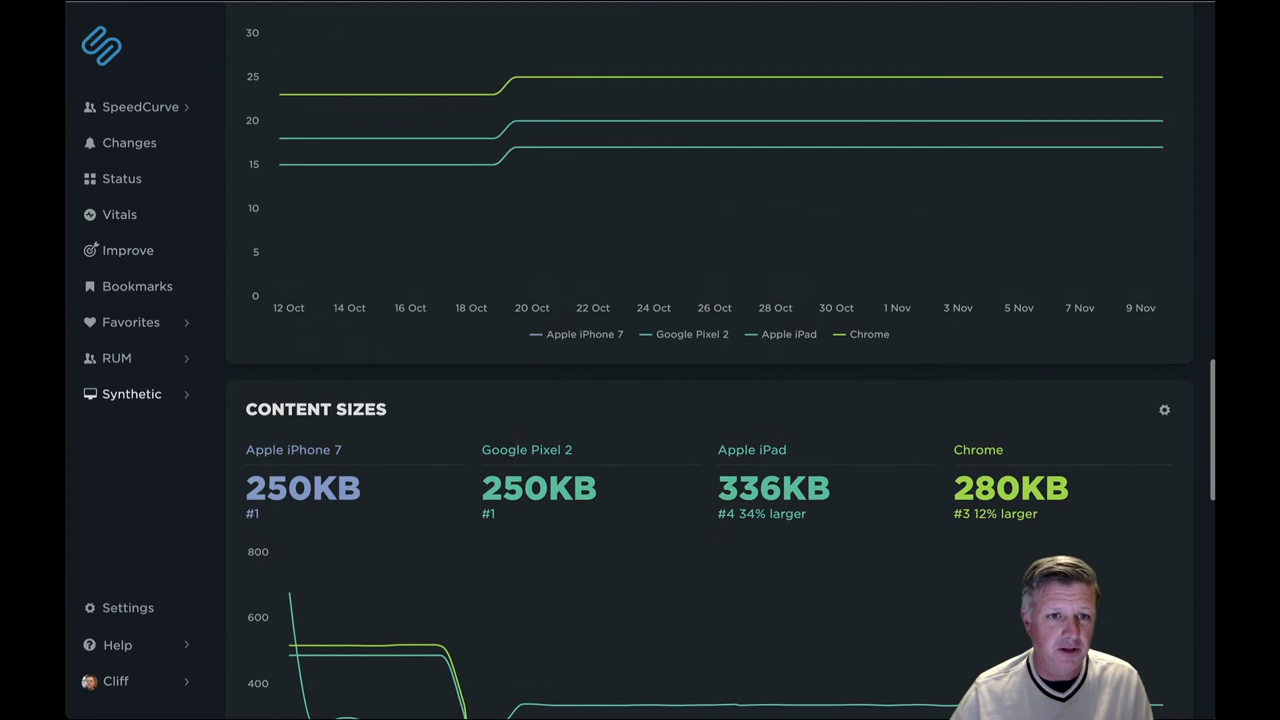 30
25
20
15
10
5
0
12 Oct 14 Oct 16 Oct 18 Oct 20 Oct 22 Oct 24 Oct 26 Oct 28 Oct 30 Oct 1 Nov 3 Nov 5 Nov 7 Nov 9 Nov
Apple iPhone 7 Google Pixel 2 Apple iPad Chrome
SpeedCurve
Changes
Status
Vitals
Improve
Bookmarks
Favorites
RUM
Synthetic
Settings
Help
Cliff
CONTENT SIZES
Apple iPhone 7 Google Pixel 2 Apple iPad Chrome
250KB 250KB 336KB 280KB
#1 #1 #4 34% larger #3 12% larger
800
600
400